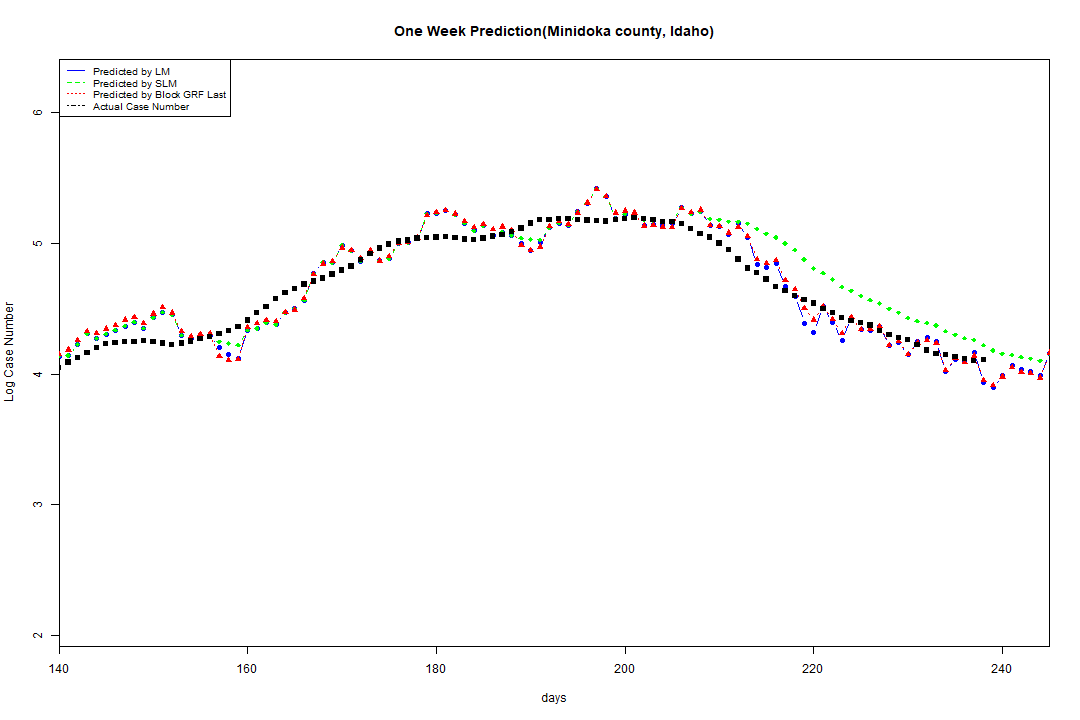 One Week Prediction(Minidoka county, Idaho)
Predicted by LM
Predicted by SLM
Predicted by Block GRF Last
Actual Case Number
Log Case Number
6
5
4
3
2
140 160 180 200 220 240
days